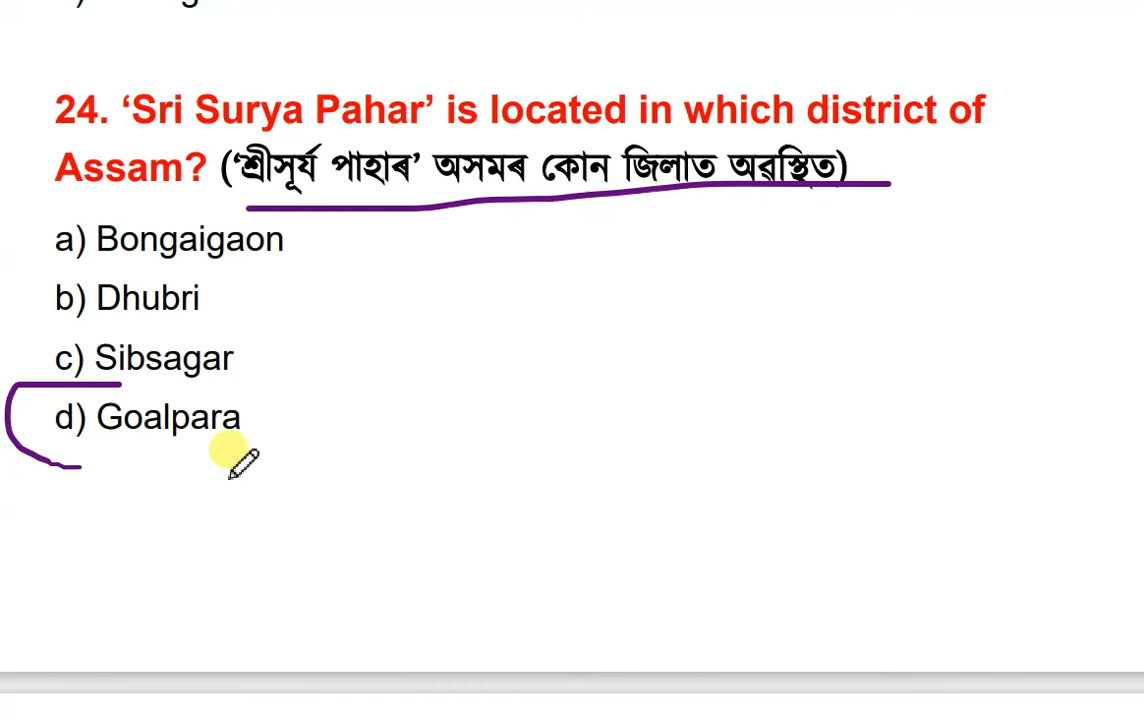 24. ‘Sri Surya Pahar’ is located in which district of
Assam? (‘শ্ৰীসূৰ্য পাহাৰ’ অসমৰ কোন জিলাত অৱস্থিত)
a) Bongaigaon
b) Dhubri
c) Sibsagar
d) Goalpara